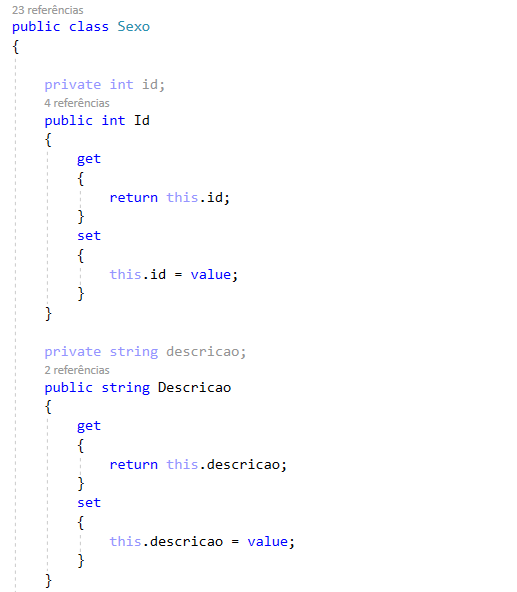 23 referências
public class Sexo
{
private int id;
4 referências
public int Id
{
get
{
return this.id;
}
set
{
this.id = value;
}
}
private string descricao;
2 referências
public string Descricao
{
get
{
return this.descricao;
}
set
{
this.descricao = value;
}
}